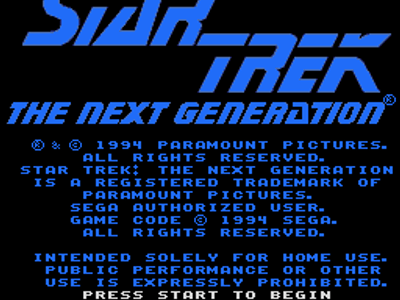 STAR
TREK
THE NEXT GENERATION®
® & © 1994 PARAMOUNT PICTURES.
ALL RIGHTS RESERVED.
STAR TREK: THE NEXT GENERATION
IS A REGISTERED TRADEMARK OF
PARAMOUNT PICTURES.
SEGA AUTHORIZED USER.
GAME CODE © 1994 SEGA.
ALL RIGHTS RESERVED.
INTENDED SOLELY FOR HOME USE.
PUBLIC PERFORMANCE OR OTHER
USE IS EXPRESSLY PROHIBITED.
PRESS START TO BEGIN